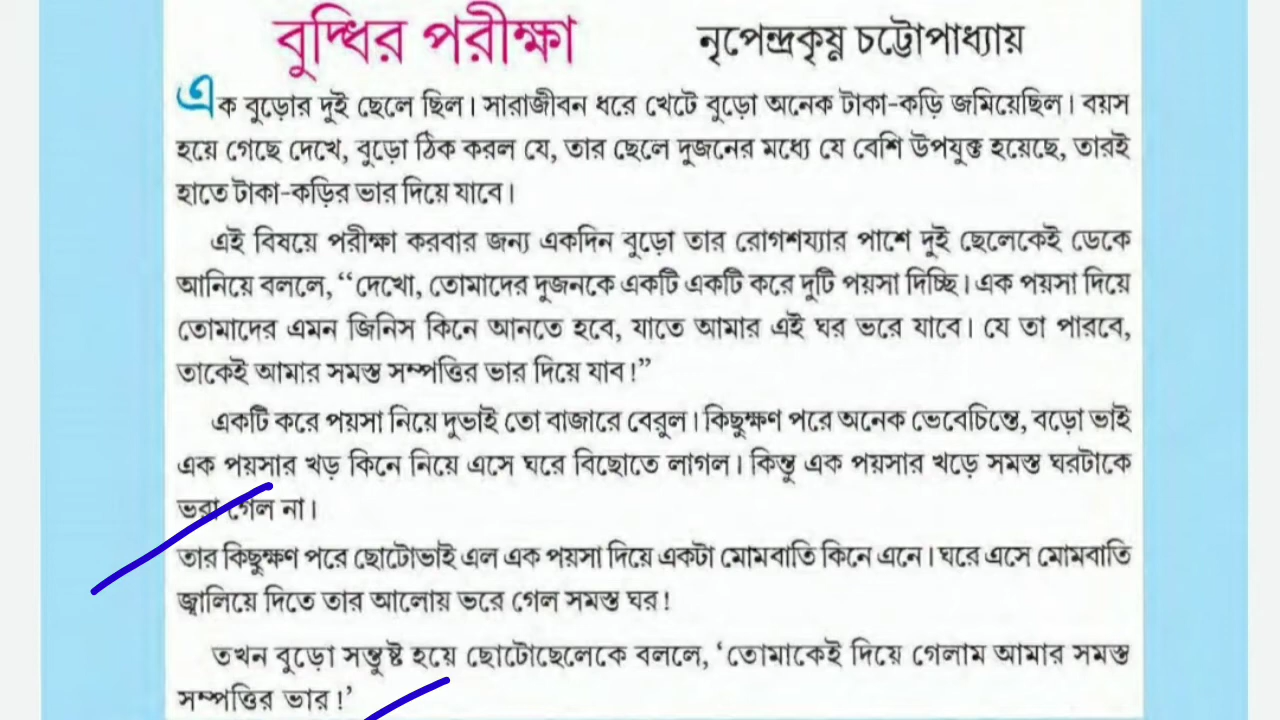 বুদ্ধির পরীক্ষা নৃপেন্দ্রকৃষ্ণ চট্টোপাধ্যায়
এক বুড়োর দুই ছেলে ছিল। সারাজীবন ধরে খেটে বুড়ো অনেক টাকা-কড়ি জমিয়েছিল। বয়স
হয়ে গেছে দেখে, বুড়ো ঠিক করল যে, তার ছেলে দুজনের মধ্যে যে বেশি উপযুক্ত হয়েছে, তারই
হাতে টাকা-কড়ির ভার দিয়ে যাবে।
এই বিষয়ে পরীক্ষা করবার জন্য একদিন বুড়ো তার রোগশয্যার পাশে দুই ছেলেকেই ডেকে
আনিয়ে বললে, “দেখো, তোমাদের দুজনকে একটি একটি করে দুটি পয়সা দিচ্ছি। এক পয়সা দিয়ে
তোমাদের এমন জিনিস কিনে আনতে হবে, যাতে আমার এই ঘর ভরে যাবে। যে তা পারবে,
তাকেই আমার সমস্ত সম্পত্তির ভার দিয়ে যাব!”
একটি করে পয়সা নিয়ে দুভাই তো বাজারে বেরুল। কিছুক্ষণ পরে অনেক ভেবেচিন্তে, বড়ো ভাই
এক পয়সার খড় কিনে নিয়ে এসে ঘরে বিছোতে লাগল। কিন্তু এক পয়সার খড়ে সমস্ত ঘরটাকে
ভরা গেল না।
তার কিছুক্ষণ পরে ছোটোভাই এল এক পয়সা দিয়ে একটা মোমবাতি কিনে এনে। ঘরে এসে মোমবাতি
জ্বালিয়ে দিতে তার আলোয় ভরে গেল সমস্ত ঘর!
তখন বুড়ো সন্তুষ্ট হয়ে ছোটোছেলেকে বললে, ‘তোমাকেই দিয়ে গেলাম আমার সমস্ত
সম্পত্তির ভার!’